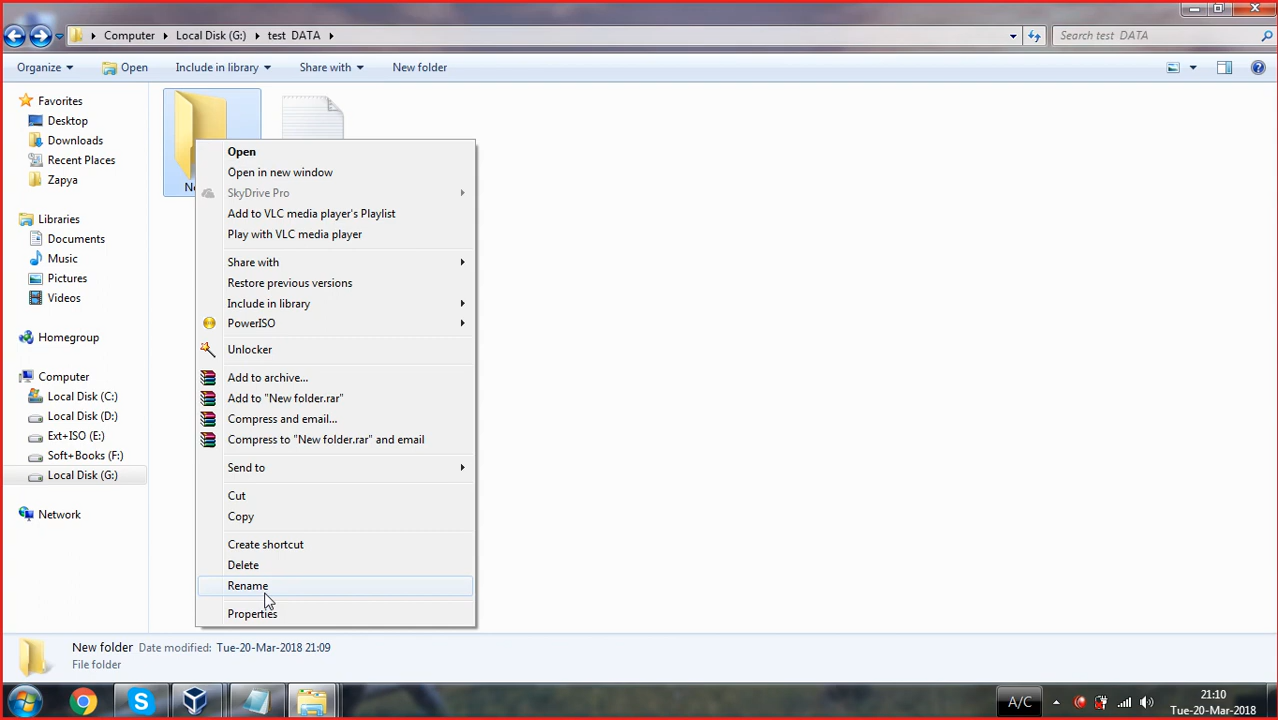 Computer Local Disk (G:) test DATA
Search test DATA
Organize Open Include in library Share with New folder
Favorites
Desktop
Downloads
Recent Places
Zapya
Libraries
Documents
Music
Pictures
Videos
Homegroup
Computer
Local Disk (C:)
Local Disk (D:)
Ext+ISO (E:)
Soft+Books (F:)
Local Disk (G:)
Network
Open
Open in new window
SkyDrive Pro
Add to VLC media player's Playlist
Play with VLC media player
Share with
Restore previous versions
Include in library
PowerISO
Unlocker
Add to archive...
Add to "New folder.rar"
Compress and email...
Compress to "New folder.rar" and email
Send to
Cut
Copy
Create shortcut
Delete
Rename
Properties
New folder Date modified: Tue-20-Mar-2018 21:09
File folder
A/C
21:10
Tue-20-Mar-2018